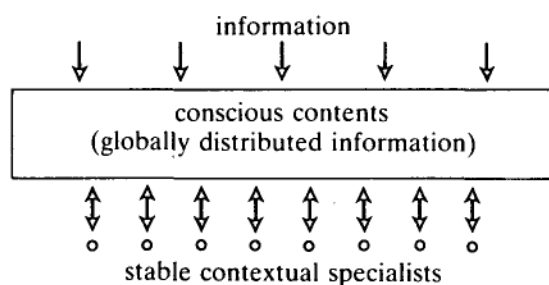 information
conscious contents
(globally distributed information)
stable contextual specialists